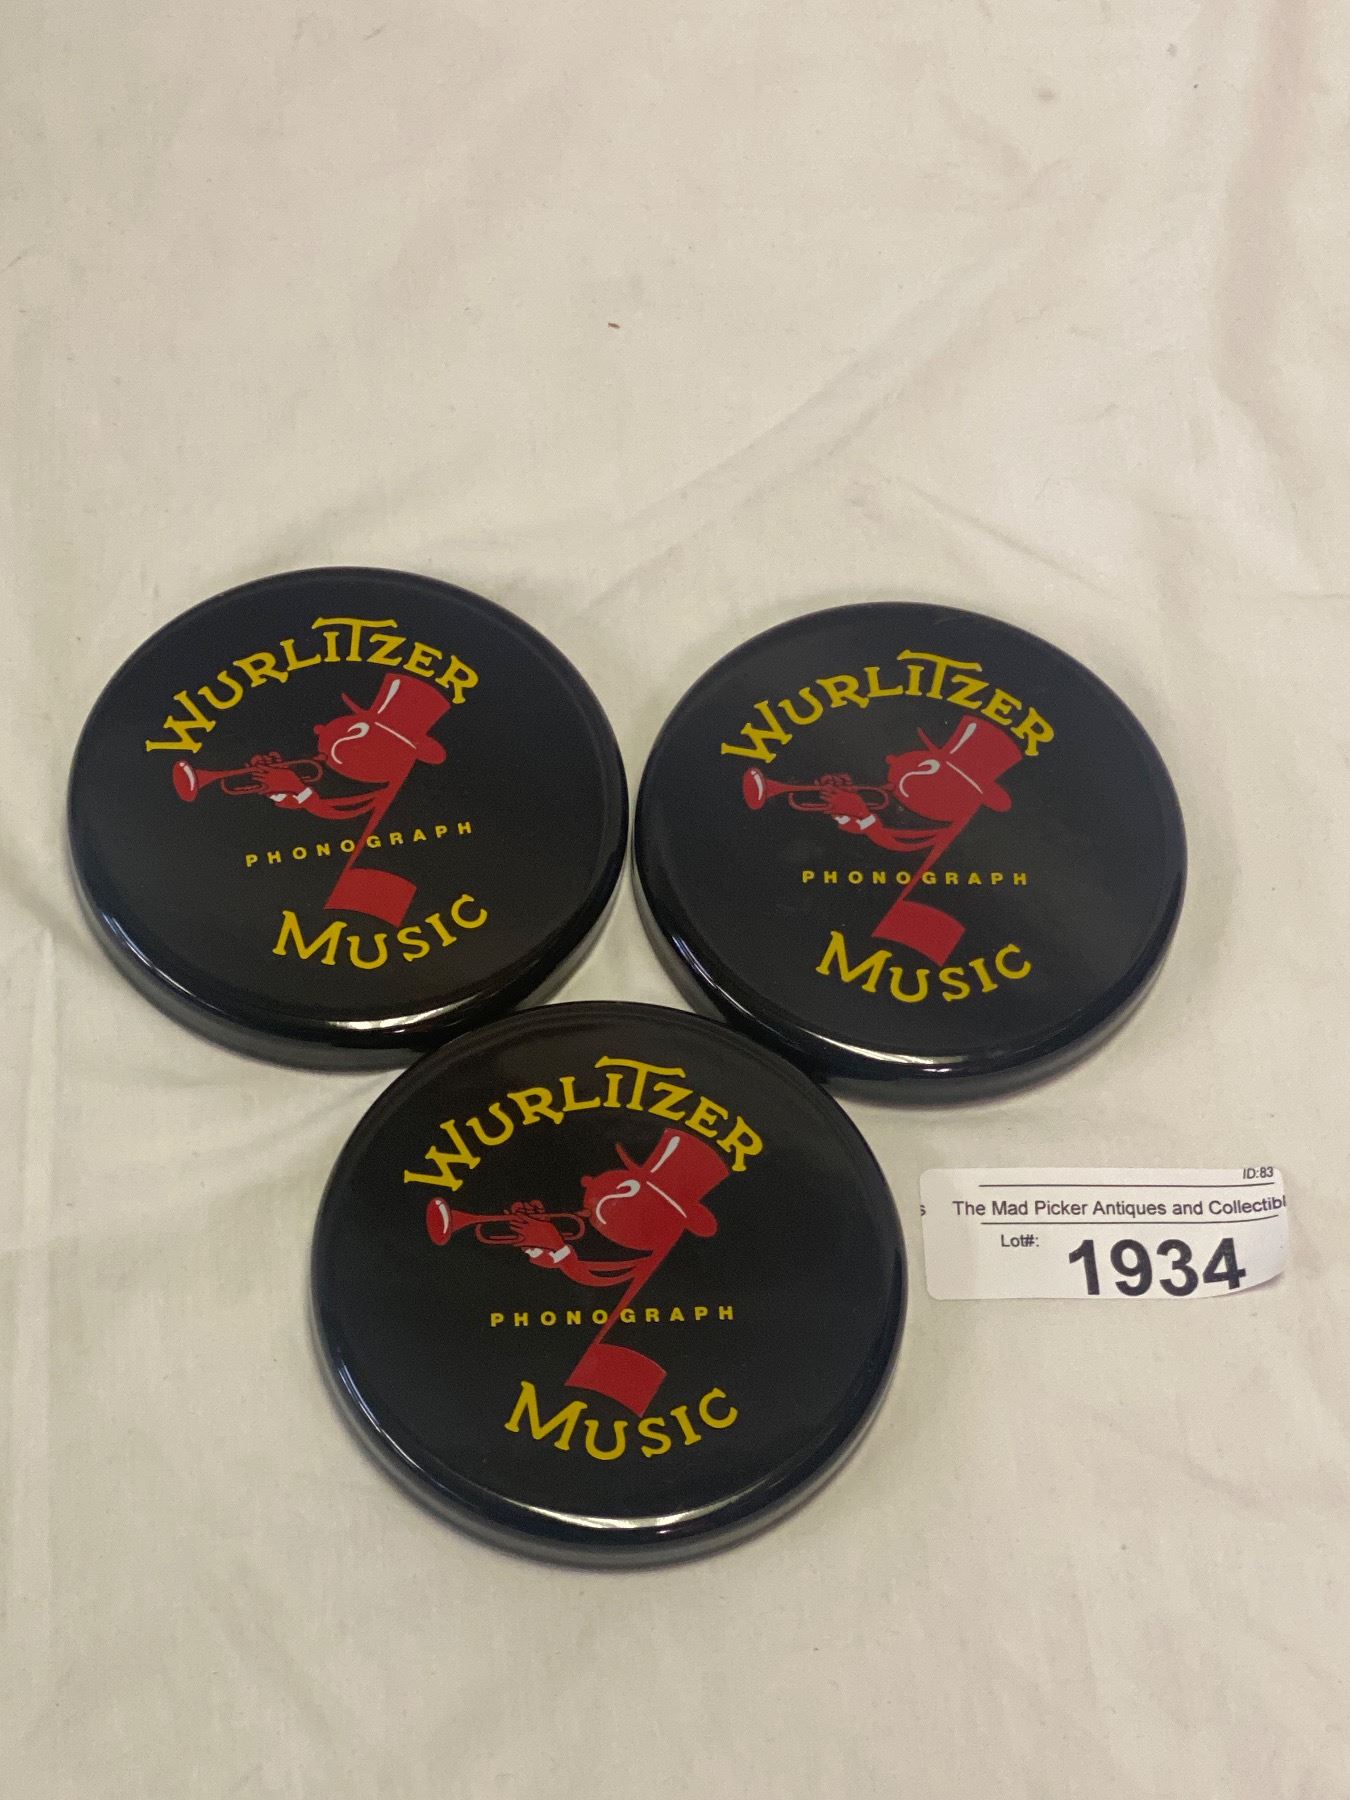 WURLITZER
PHONOGRAPH
MUSIC
WURLITZER
PHONOGRAPH
MUSIC
WURLITZER
PHONOGRAPH
MUSIC
ID:83
s The Mad Picker Antiques and Collectibl
Lot#:
1934